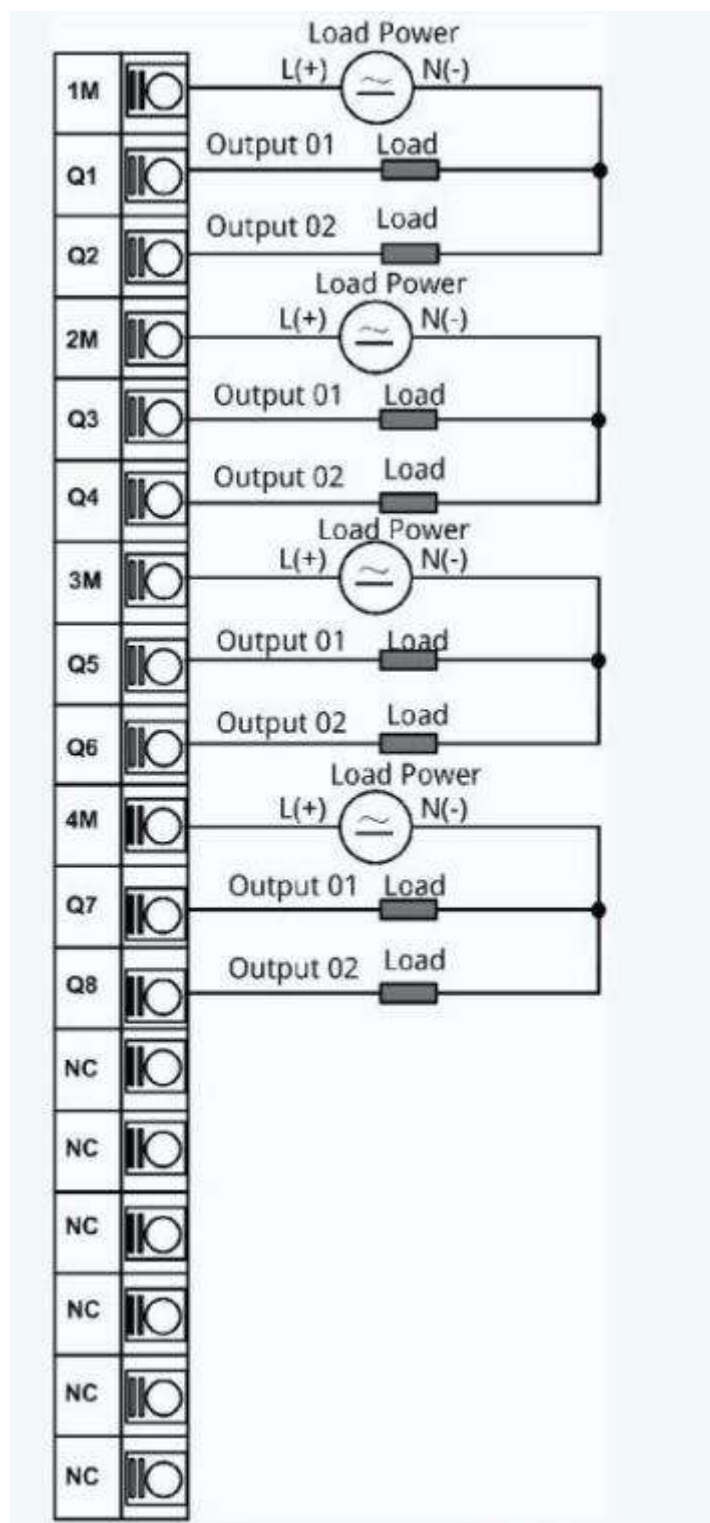 Load Power
1M L(+) N(-)
Output 01 Load
Q1
Output 02 Load
Q2
Load Power
2M L(+) N(-)
Output 01 Load
Q3
Output 02 Load
Q4
Load Power
3M L(+) N(-)
Output 01 Load
Q5
Output 02 Load
Q6
Load Power
4M L(+) N(-)
Output 01 Load
Q7
Output 02 Load
Q8
NC
NC
NC
NC
NC
NC